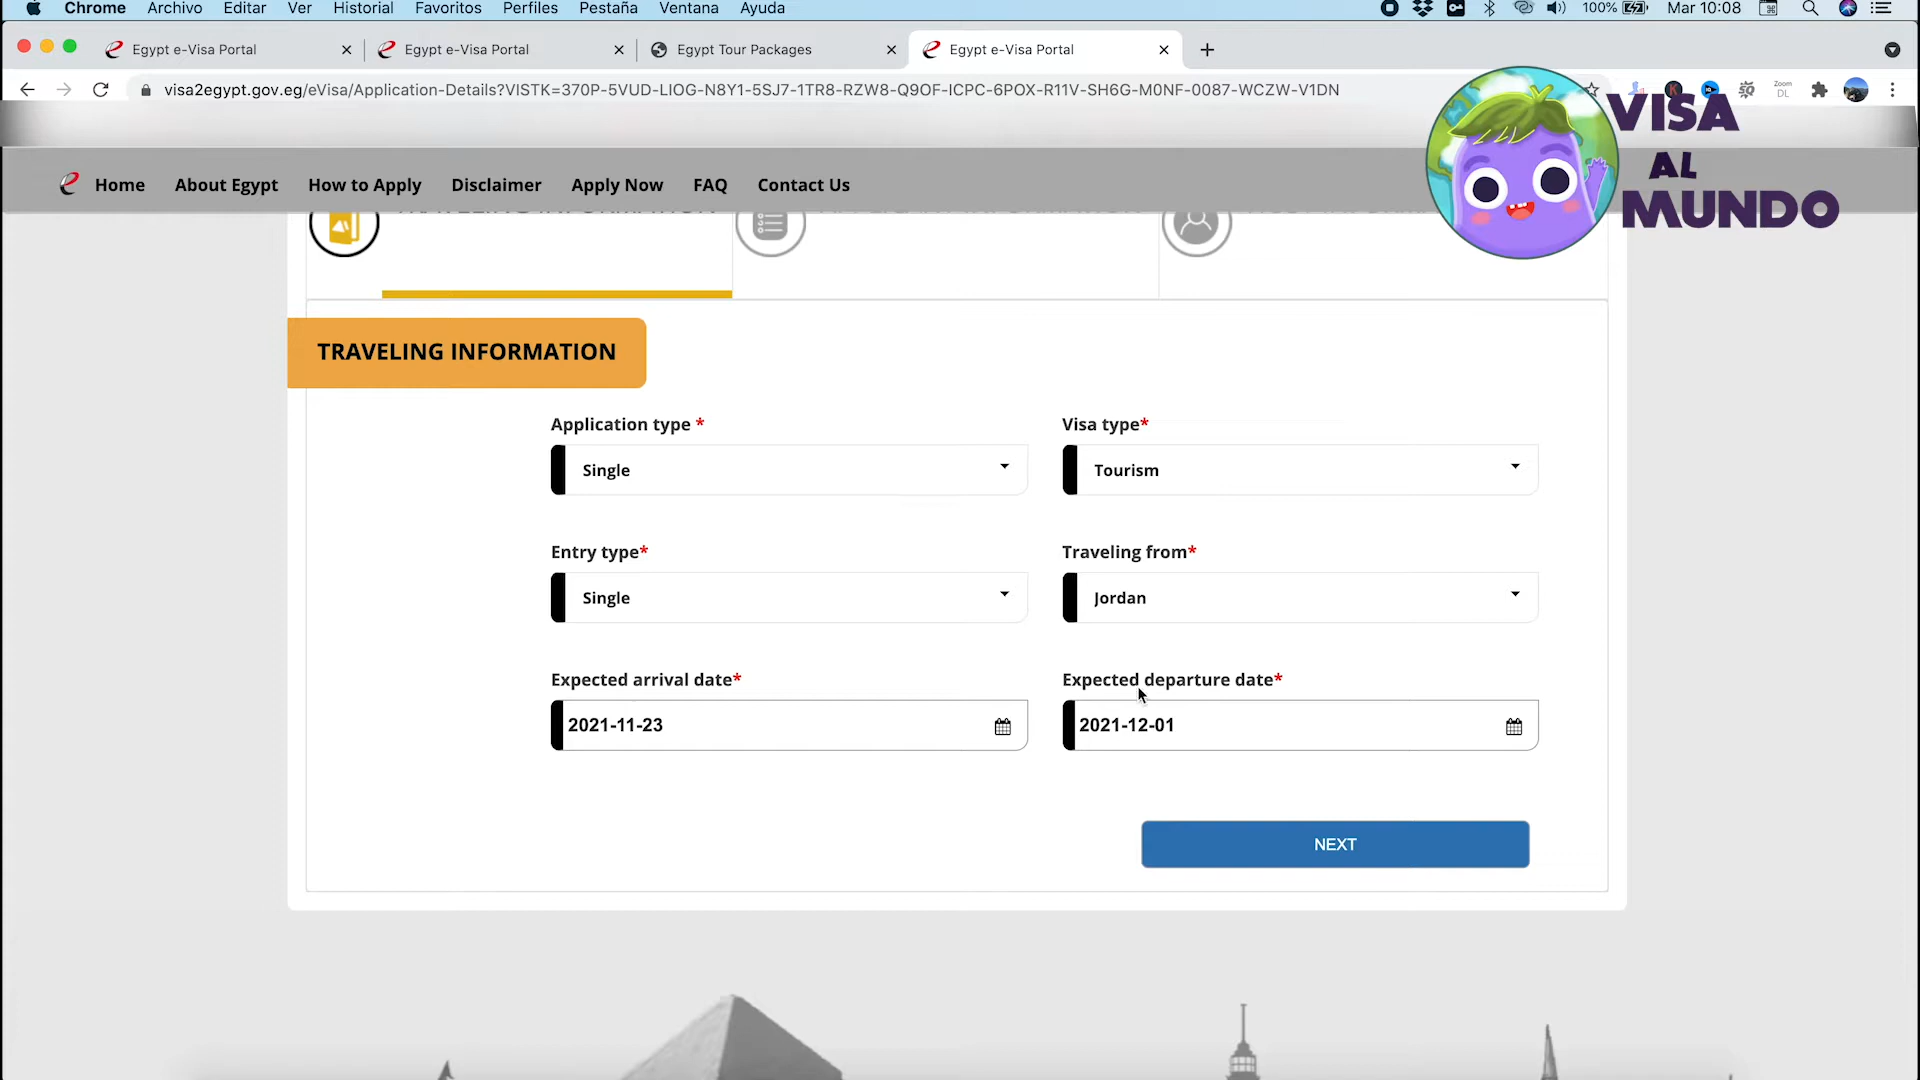 Chrome Archivo Editar Ver Historial Favoritos Perfiles Pestaña Ventana Ayuda 100% Mar 10:08
Egypt e-Visa Portal Egypt e-Visa Portal Egypt Tour Packages Egypt e-Visa Portal
visa2egypt.gov.eg/eVisa/Application-Details?VISTK=370P-5VUD-LIOG-N8Y1-5SJ7-1TR8-RZW8-Q9OF-ICPC-6POX-R11V-SH6G-M0NF-0087-WCZW-V1DN
Zoom
DL
VISA
AL
MUNDO
Home About Egypt How to Apply Disclaimer Apply Now FAQ Contact Us
TRAVELING INFORMATION
Application type * Visa type*
Single Tourism
Entry type* Traveling from*
Single Jordan
Expected arrival date* Expected departure date*
2021-11-23 2021-12-01
NEXT